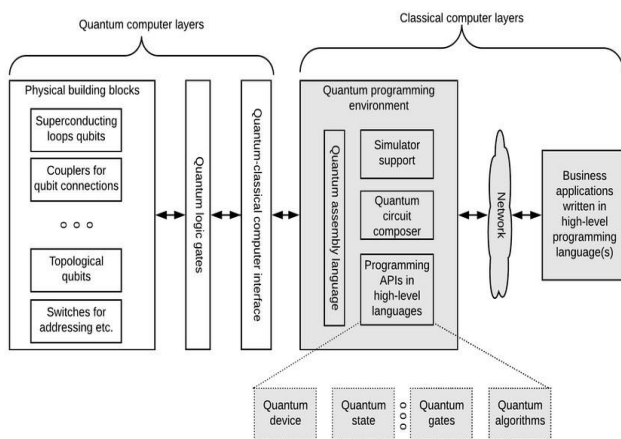 Quantum computer layers
Classical computer layers
Physical building blocks
Superconducting
loops qubits
Couplers for
qubit connections
Topological
qubits
Switches for
addressing etc.
Quantum logic gates
Quantum-classical computer interface
Quantum programming
environment
Quantum assembly language
Simulator
support
Quantum
circuit
composer
Programming
APIs in
high-level
languages
Network
Business
applications
written in
high-level
programming
language(s)
Quantum
device
Quantum
state
Quantum
gates
Quantum
algorithms